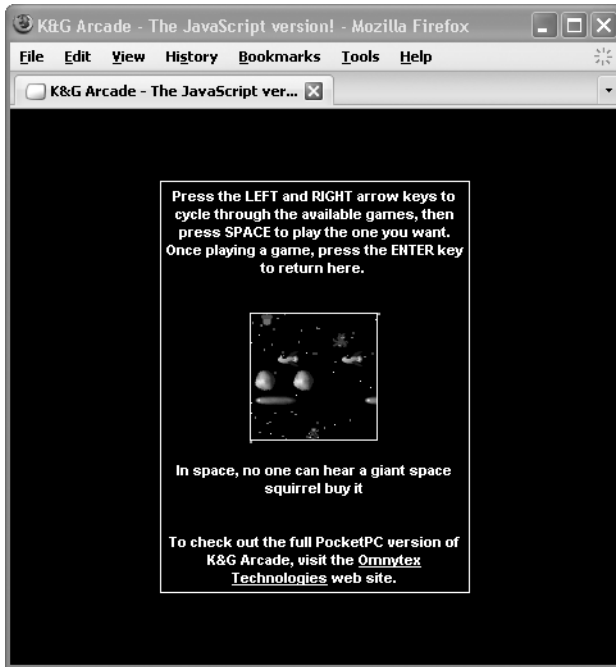 K&G Arcade - The JavaScript version! - Mozilla Firefox
File Edit View History Bookmarks Tools Help
K&G Arcade - The JavaScript ver...
Press the LEFT and RIGHT arrow keys to
cycle through the available games, then
press SPACE to play the one you want.
Once playing a game, press the ENTER key
to return here.
In space, no one can hear a giant space
squirrel buy it
To check out the full PocketPC version of
K&G Arcade, visit the Omnytex
Technologies web site.